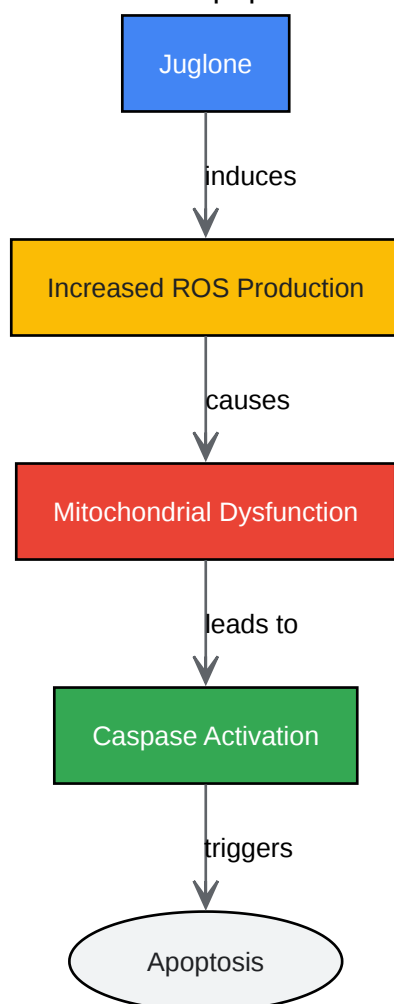 Juglone
induces
Increased ROS Production
causes
Mitochondrial Dysfunction
leads to
Caspase Activation
triggers
Apoptosis